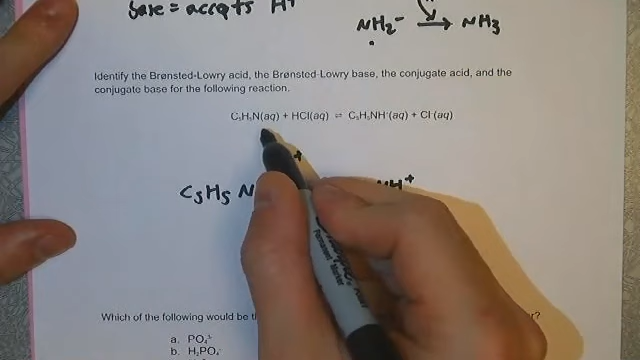 base = accepts H⁺
NH₂⁻ → NH₃
Identify the Brønsted-Lowry acid, the Brønsted-Lowry base, the conjugate acid, and the
conjugate base for the following reaction.
C₅H₅N(aq) + HCl(aq) ⇌ C₅H₅NH⁺(aq) + Cl⁻(aq)
C₅H₅N + NH⁺
Which of the following would be th r?
a. PO₄³⁻
b. H₂PO₄⁻